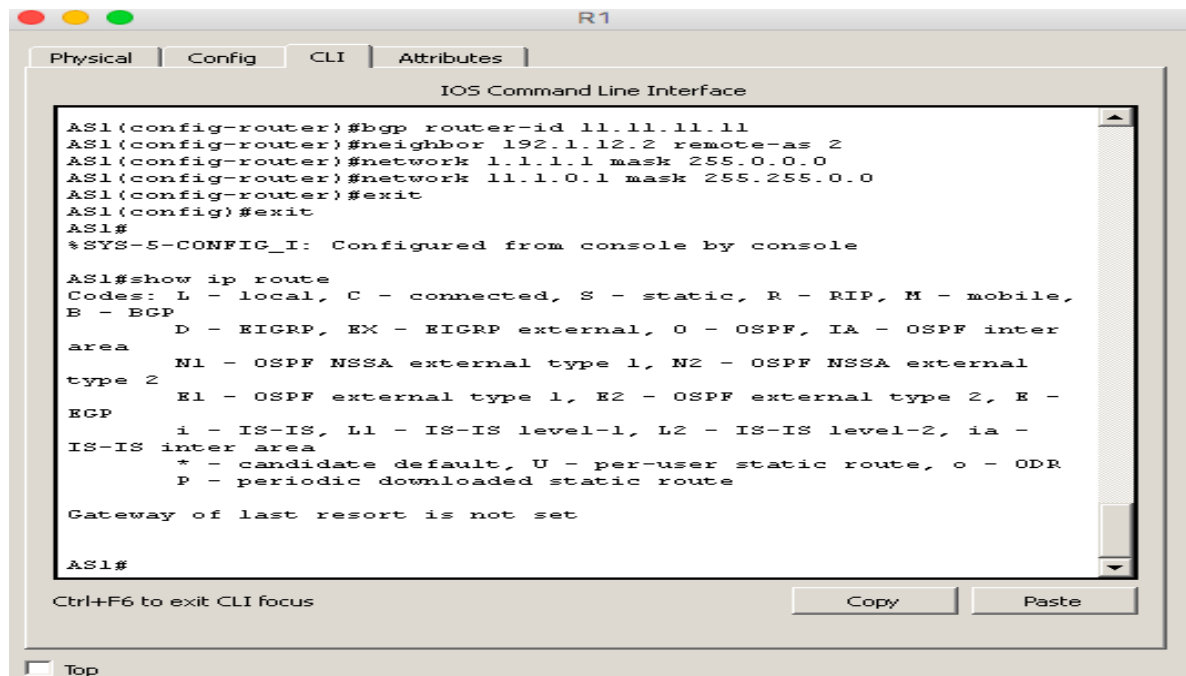 R1
Physical Config CLI Attributes
IOS Command Line Interface
AS1(config-router)#bgp router-id 11.11.11.11
AS1(config-router)#neighbor 192.1.12.2 remote-as 2
AS1(config-router)#network 1.1.1.1 mask 255.0.0.0
AS1(config-router)#network 11.1.0.1 mask 255.255.0.0
AS1(config-router)#exit
AS1(config)#exit
AS1#
%SYS-5-CONFIG_I: Configured from console by console
AS1#show ip route
Codes: L - local, C - connected, S - static, R - RIP, M - mobile,
B - BGP
D - EIGRP, EX - EIGRP external, O - OSPF, IA - OSPF inter
area
N1 - OSPF NSSA external type 1, N2 - OSPF NSSA external
type 2
E1 - OSPF external type 1, E2 - OSPF external type 2, E -
EGP
i - IS-IS, L1 - IS-IS level-1, L2 - IS-IS level-2, ia -
IS-IS inter area
* - candidate default, U - per-user static route, o - ODR
P - periodic downloaded static route
Gateway of last resort is not set
AS1#
Ctrl+F6 to exit CLI focus
Copy Paste
Top